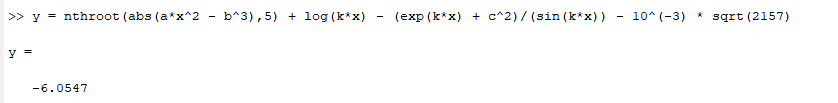 >> y = nthroot(abs(a*x^2 - b^3),5) + log(k*x) - (exp(k*x) + c^2)/(sin(k*x)) - 10^(-3) * sqrt(2157)
y =
-6.0547